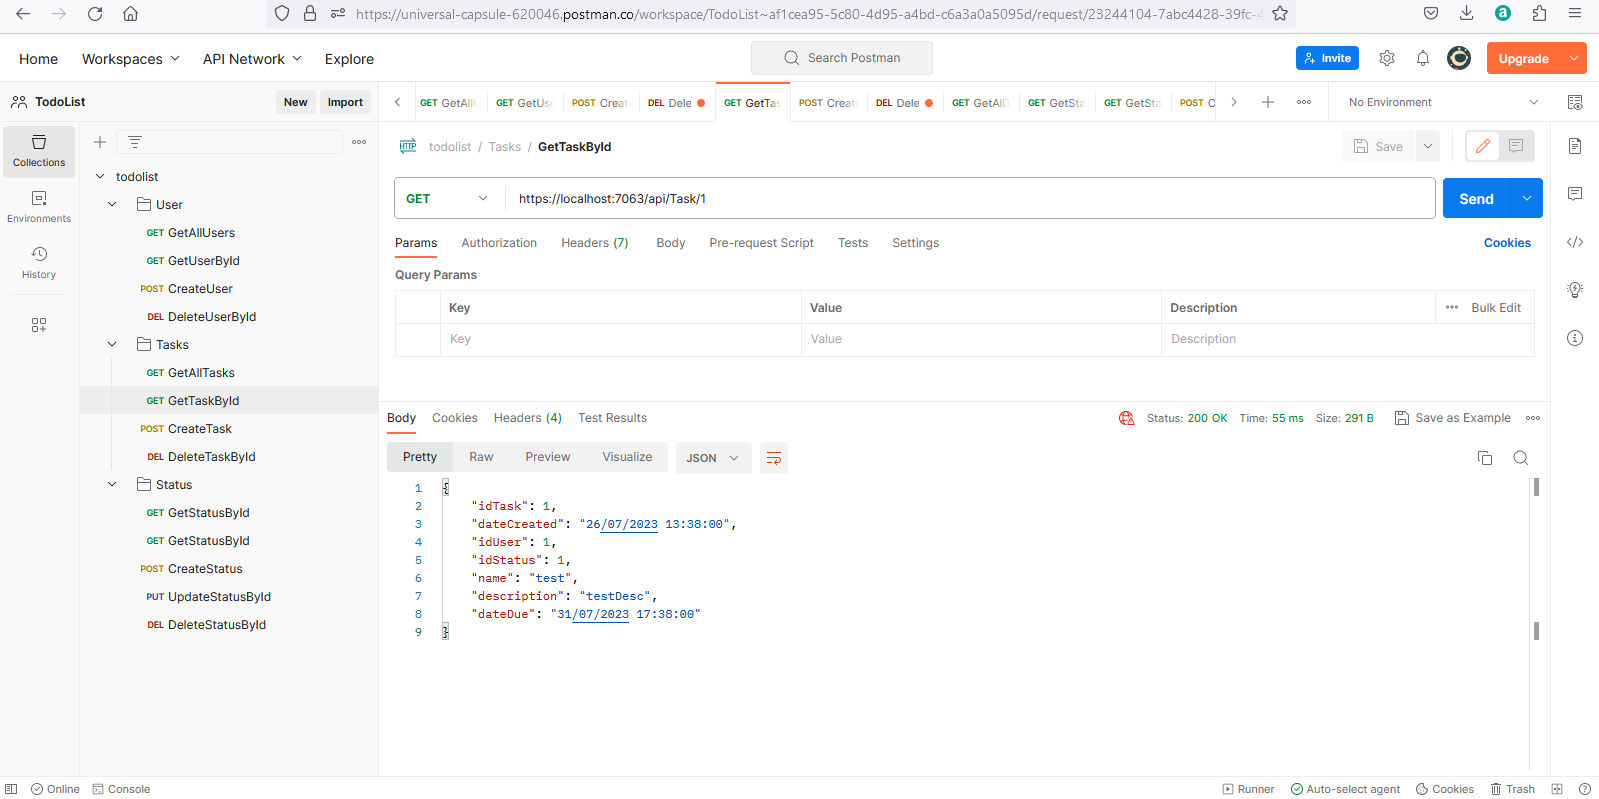 https://universal-capsule-620046.postman.co/workspace/TodoList~af1cea95-5c80-4d95-a4bd-c6a3a0a5095d/request/23244104-7abc4428-39fc-4
Home Workspaces API Network Explore Search Postman Invite Upgrade
TodoList New Import GET GetAllU GET GetUse POST Create DEL Dele GET GetTas POST Create DEL Dele GET GetAllT GET GetSta GET GetSta POST C No Environment
Collections
Environments
History
todolist
User
GET GetAllUsers
GET GetUserById
POST CreateUser
DEL DeleteUserById
Tasks
GET GetAllTasks
GET GetTaskById
POST CreateTask
DEL DeleteTaskById
Status
GET GetStatusById
GET GetStatusById
POST CreateStatus
PUT UpdateStatusById
DEL DeleteStatusById
HTTP todolist / Tasks / GetTaskById Save
GET https://localhost:7063/api/Task/1 Send
Params Authorization Headers (7) Body Pre-request Script Tests Settings Cookies
Query Params
Key Value Description Bulk Edit
Key Value Description
Body Cookies Headers (4) Test Results Status: 200 OK Time: 55 ms Size: 291 B Save as Example
Pretty Raw Preview Visualize JSON
1 {
2 "idTask": 1,
3 "dateCreated": "26/07/2023 13:38:00",
4 "idUser": 1,
5 "idStatus": 1,
6 "name": "test",
7 "description": "testDesc",
8 "dateDue": "31/07/2023 17:38:00"
9 }
Online Console Runner Auto-select agent Cookies Trash